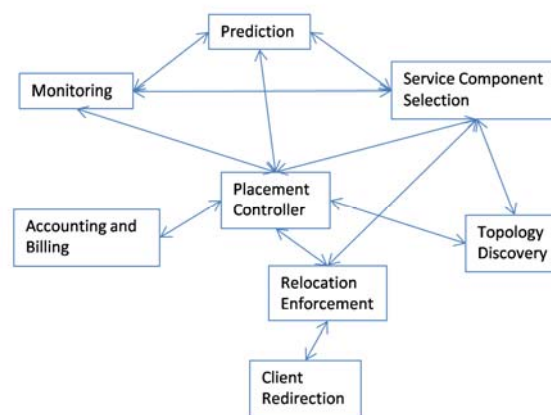 Prediction
Monitoring
Service Component
Selection
Placement
Controller
Accounting and
Billing
Topology
Discovery
Relocation
Enforcement
Client
Redirection